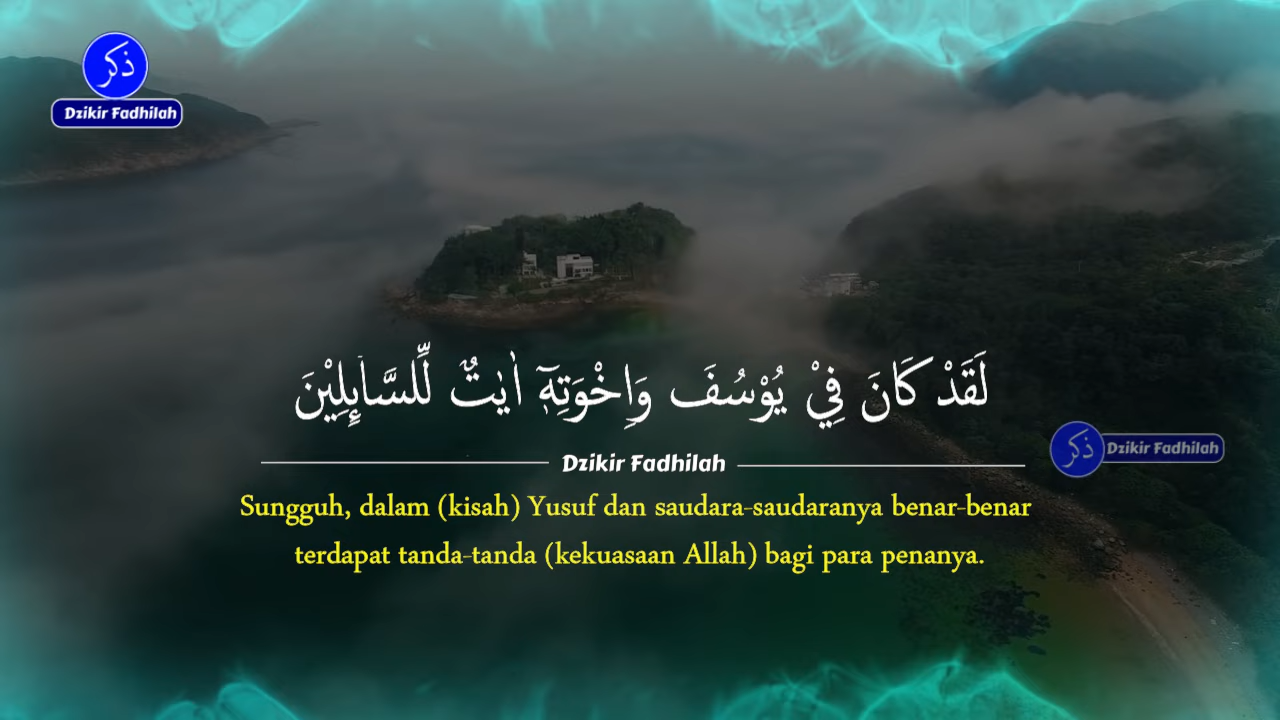 ذكر
Dzikir Fadhilah
لَقَدْ كَانَ فِيْ يُوْسُفَ وَاِخْوَتِهٖٓ اٰيٰتٌ لِّلسَّاۤىِٕلِيْنَ
ذكر
Dzikir Fadhilah
Dzikir Fadhilah
Sungguh, dalam (kisah) Yusuf dan saudara-saudaranya benar-benar
terdapat tanda-tanda (kekuasaan Allah) bagi para penanya.